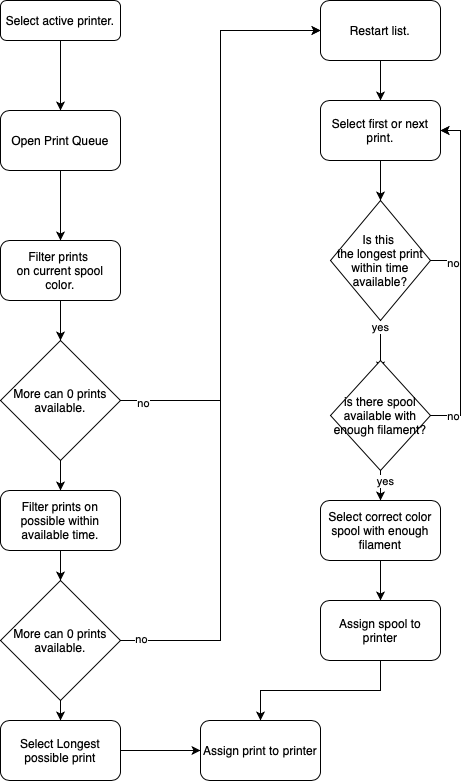 Select active printer.
Open Print Queue
Filter prints
on current spool
color.
More can 0 prints
available.
no
Filter prints on
possible within
available time.
More can 0 prints
available.
no
Select Longest
possible print
Assign print to printer
Restart list.
Select first or next
print.
Is this
the longest print
within time
available?
no
yes
is there spool
available with
enough filament?
no
yes
Select correct color
spool with enough
filament
Assign spool to
printer